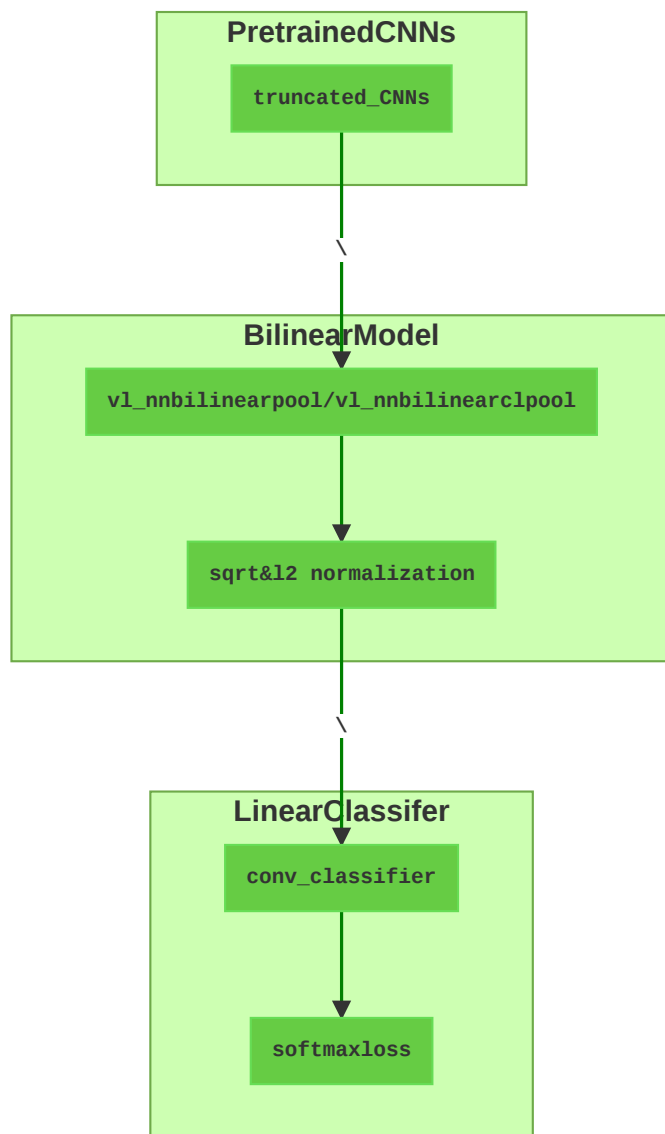 PretrainedCNNs
truncated_CNNs
\
BilinearModel
vl_nnbilinearpool/vl_nnbilinearclpool
sqrt&l2 normalization
\
LinearClassifer
conv_classifier
softmaxloss